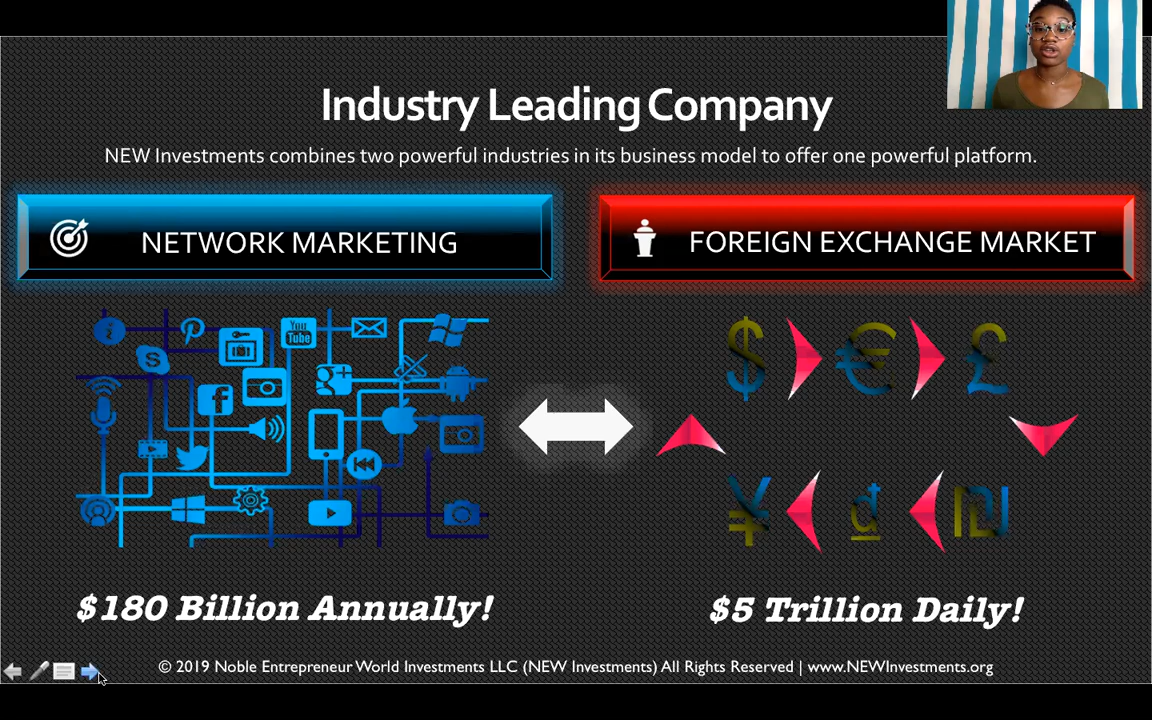 Industry Leading Company
NEW Investments combines two powerful industries in its business model to offer one powerful platform.
NETWORK MARKETING
FOREIGN EXCHANGE MARKET
You
Tube
$ € £
¥ ₫ ₪
$180 Billion Annually!
$5 Trillion Daily!
© 2019 Noble Entrepreneur World Investments LLC (NEW Investments) All Rights Reserved | www.NEWInvestments.org